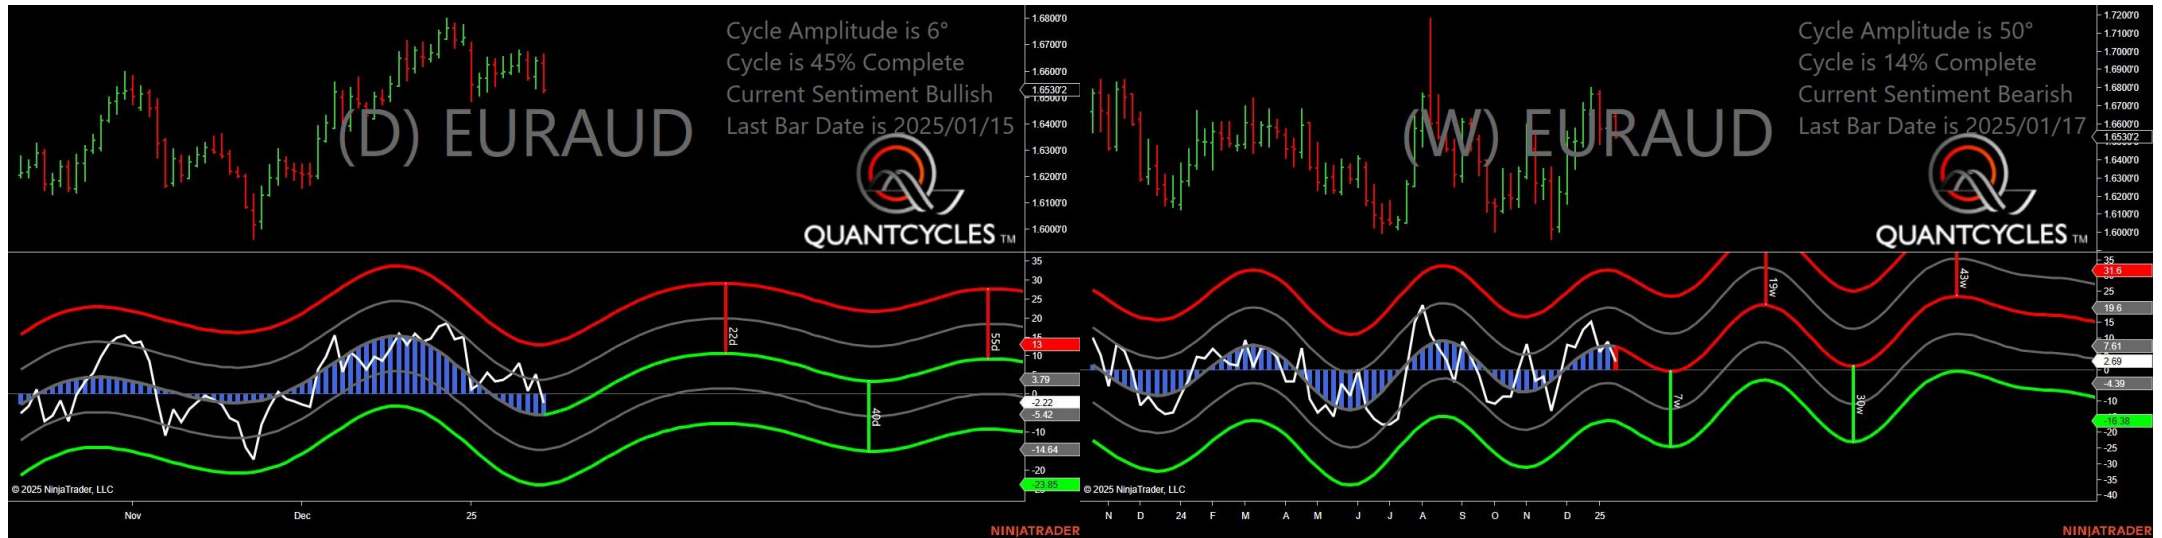 Cycle Amplitude is 6°
Cycle is 45% Complete
Current Sentiment Bullish
Last Bar Date is 2025/01/15
(D) EURAUD
QUANTCYCLES TM
1.6800'0
1.6700'0
1.6600'0
1.6530'2
1.6500'0
1.6400'0
1.6300'0
1.6200'0
1.6100'0
1.6000'0
35
30
25
20
15
13
10
5
3.79
0
-2.22
-5.42
-10
-14.64
-20
-23.85
22d
40d
55d
© 2025 NinjaTrader, LLC
Nov
Dec
25
NINJATRADER
Cycle Amplitude is 50°
Cycle is 14% Complete
Current Sentiment Bearish
Last Bar Date is 2025/01/17
(W) EURAUD
QUANTCYCLES TM
1.7200'0
1.7100'0
1.7000'0
1.6900'0
1.6800'0
1.6700'0
1.6600'0
1.6530'2
1.6400'0
1.6300'0
1.6200'0
1.6100'0
1.6000'0
35
31.6
25
19.6
15
10
7.61
2.69
-4.39
-10
-16.38
-20
-25
-30
-35
-40
7w
19w
30w
43w
© 2025 NinjaTrader, LLC
N
D
24
F
M
A
M
J
J
A
S
O
N
D
25
NINJATRADER